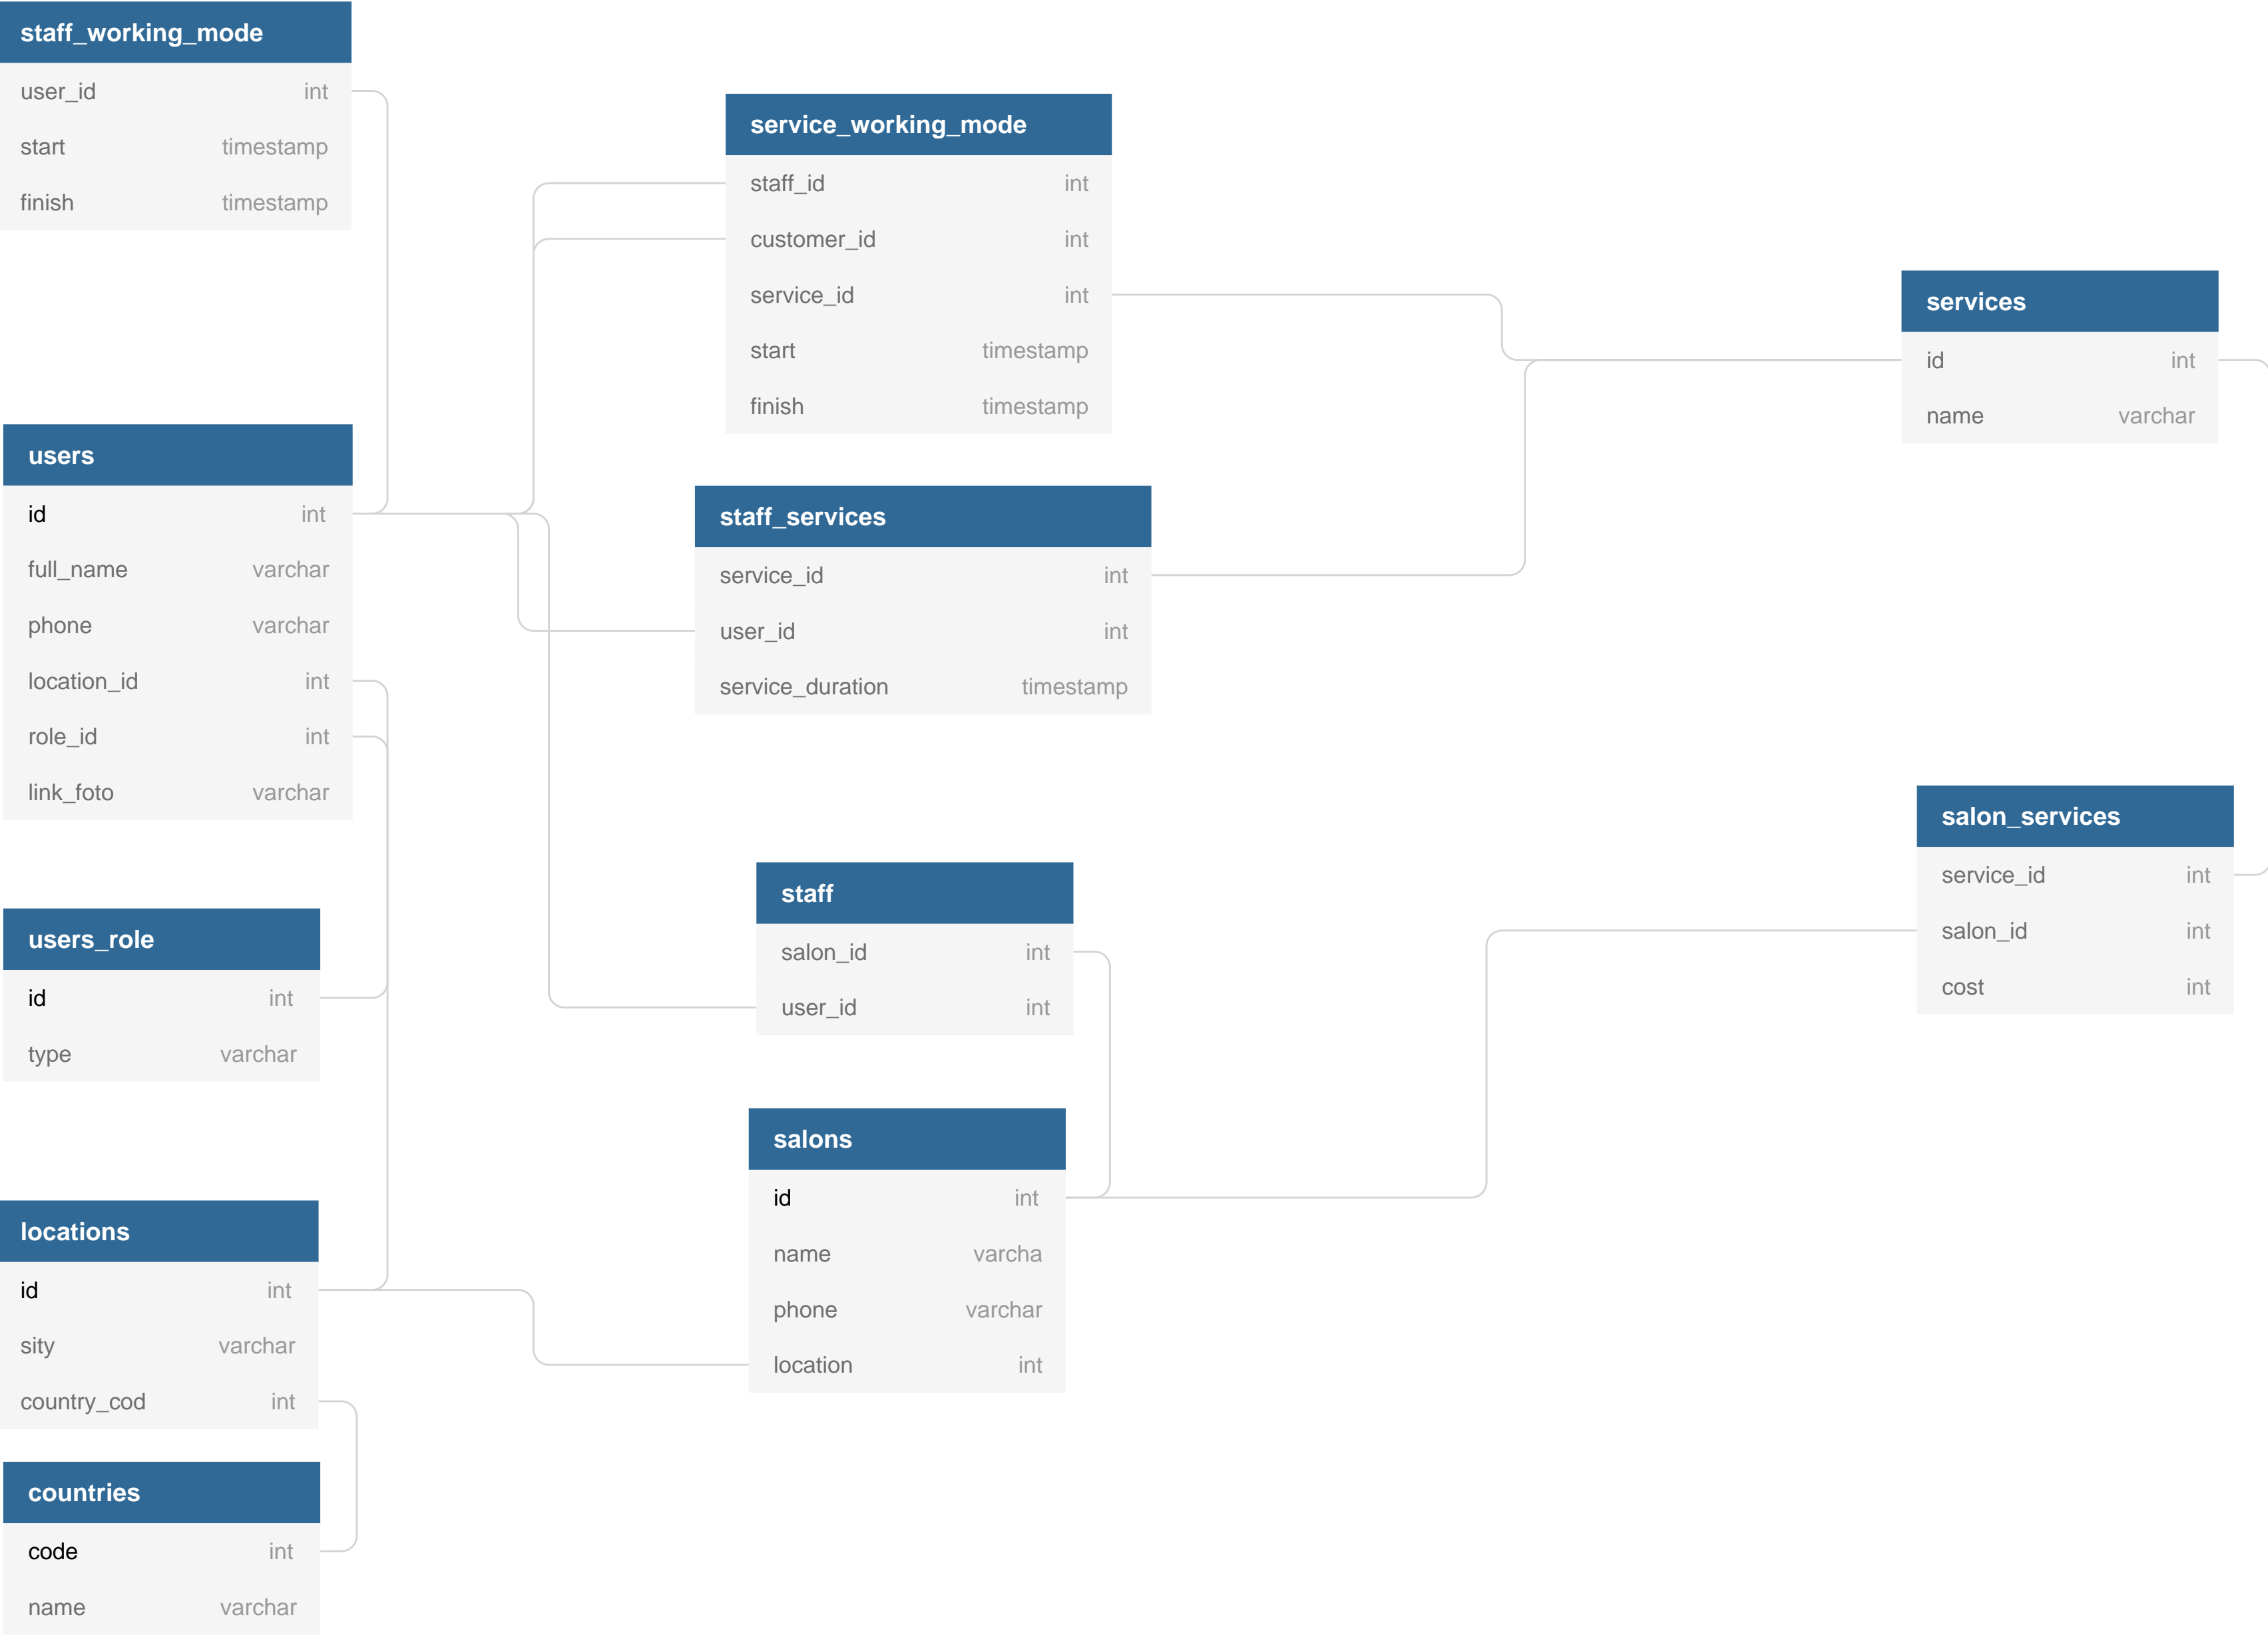 staff_working_mode
user_id int
start timestamp
finish timestamp
users
id int
full_name varchar
phone varchar
location_id int
role_id int
link_foto varchar
users_role
id int
type varchar
locations
id int
sity varchar
country_cod int
countries
code int
name varchar
service_working_mode
staff_id int
customer_id int
service_id int
start timestamp
finish timestamp
staff_services
service_id int
user_id int
service_duration timestamp
staff
salon_id int
user_id int
salons
id int
name varcha
phone varchar
location int
services
id int
name varchar
salon_services
service_id int
salon_id int
cost int